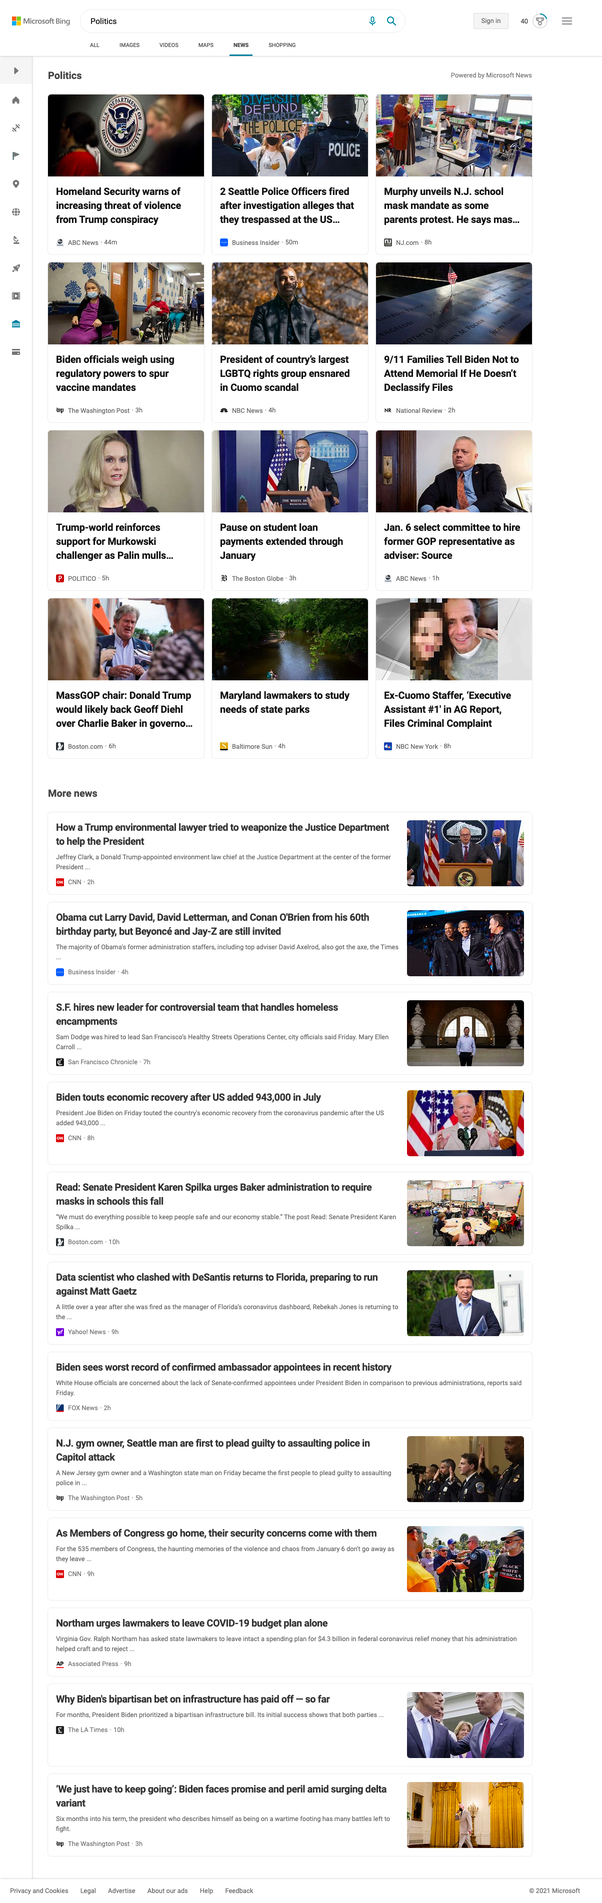 Microsoft Bing
Politics
Sign in
40
ALL IMAGES VIDEOS MAPS NEWS SHOPPING
Politics
Powered by Microsoft News
DIVERSIFY
DEFUND
THE POLICE
POLICE
Homeland Security warns of
increasing threat of violence
from Trump conspiracy
ABC News · 44m
2 Seattle Police Officers fired
after investigation alleges that
they trespassed at the US...
Business Insider · 50m
Murphy unveils N.J. school
mask mandate as some
parents protest. He says mas...
NJ.com · 8h
Biden officials weigh using
regulatory powers to spur
vaccine mandates
The Washington Post · 3h
President of country's largest
LGBTQ rights group ensnared
in Cuomo scandal
NBC News · 4h
9/11 Families Tell Biden Not to
Attend Memorial If He Doesn't
Declassify Files
National Review · 2h
Trump-world reinforces
support for Murkowski
challenger as Palin mulls...
POLITICO · 5h
Pause on student loan
payments extended through
January
The Boston Globe · 3h
Jan. 6 select committee to hire
former GOP representative as
adviser: Source
ABC News · 1h
MassGOP chair: Donald Trump
would likely back Geoff Diehl
over Charlie Baker in governo...
Boston.com · 6h
Maryland lawmakers to study
needs of state parks
Baltimore Sun · 4h
Ex-Cuomo Staffer, 'Executive
Assistant #1' in AG Report,
Files Criminal Complaint
NBC New York · 8h
More news
How a Trump environmental lawyer tried to weaponize the Justice Department
to help the President
Jeffrey Clark, a Donald Trump-appointed environment law chief at the Justice Department at the center of the former
President ...
CNN · 2h
Obama cut Larry David, David Letterman, and Conan O'Brien from his 60th
birthday party, but Beyoncé and Jay-Z are still invited
The majority of Obama's former administration staffers, including top adviser David Axelrod, also got the axe, the Times
...
Business Insider · 4h
S.F. hires new leader for controversial team that handles homeless
encampments
Sam Dodge was hired to lead San Francisco's Healthy Streets Operations Center, city officials said Friday. Mary Ellen
Carroll ...
San Francisco Chronicle · 7h
Biden touts economic recovery after US added 943,000 in July
President Joe Biden on Friday touted the country's economic recovery from the coronavirus pandemic after the US
added 943,000 ...
CNN · 8h
Read: Senate President Karen Spilka urges Baker administration to require
masks in schools this fall
"We must do everything possible to keep people safe and our economy stable." The post Read: Senate President Karen
Spilka ...
Boston.com · 10h
Data scientist who clashed with DeSantis returns to Florida, preparing to run
against Matt Gaetz
A little over a year after she was fired as the manager of Florida's coronavirus dashboard, Rebekah Jones is returning to
the ...
Yahoo! News · 9h
Biden sees worst record of confirmed ambassador appointees in recent history
White House officials are concerned about the lack of Senate-confirmed appointees under President Biden in comparison to previous administrations, reports said
Friday.
FOX News · 2h
N.J. gym owner, Seattle man are first to plead guilty to assaulting police in
Capitol attack
A New Jersey gym owner and a Washington state man on Friday became the first people to plead guilty to assaulting
police in ...
The Washington Post · 5h
As Members of Congress go home, their security concerns come with them
For the 535 members of Congress, the haunting memories of the violence and chaos from January 6 don't go away as
they leave ...
CNN · 9h
Northam urges lawmakers to leave COVID-19 budget plan alone
Virginia Gov. Ralph Northam has asked state lawmakers to leave intact a spending plan for $4.3 billion in federal coronavirus relief money that his administration
helped craft and to reject ...
Associated Press · 9h
Why Biden's bipartisan bet on infrastructure has paid off — so far
For months, President Biden prioritized a bipartisan infrastructure bill. Its initial success shows that both parties ...
The LA Times · 10h
'We just have to keep going': Biden faces promise and peril amid surging delta
variant
Six months into his term, the president who describes himself as being on a wartime footing has many battles left to
fight.
The Washington Post · 3h
Privacy and Cookies Legal Advertise About our ads Help Feedback
© 2021 Microsoft